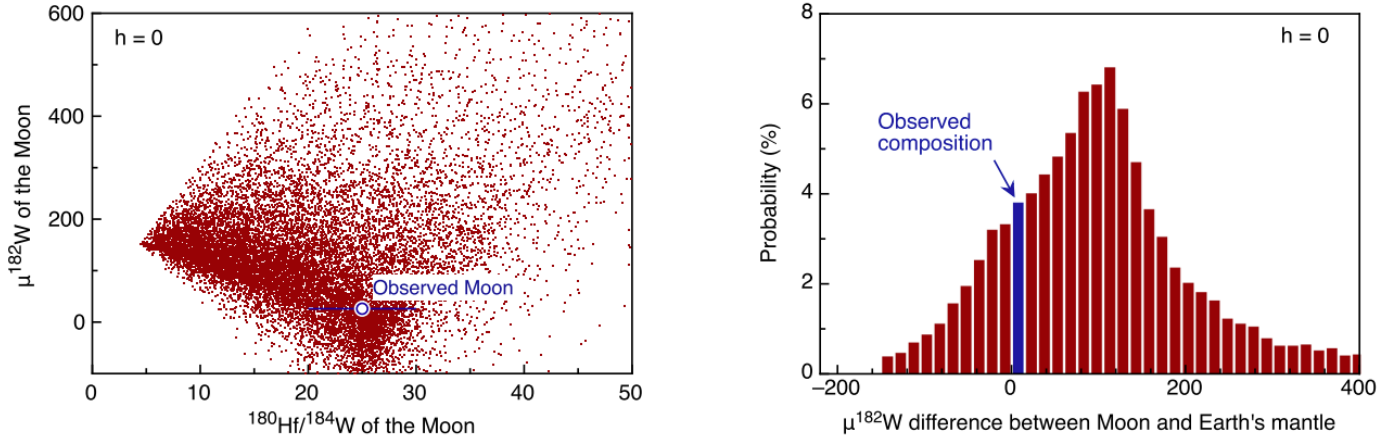 600
400
200
0
h = 0
Observed Moon
0
10
20
30
40
50
µ¹⁸²W of the Moon
¹⁸⁰Hf/¹⁸⁴W of the Moon
8
6
4
2
0
h = 0
Observed
composition
–200
0
200
400
Probability (%)
µ¹⁸²W difference between Moon and Earth's mantle